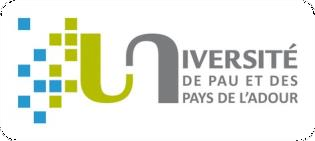 UNIVERSITÉ
DE PAU ET DES
PAYS DE L'ADOUR